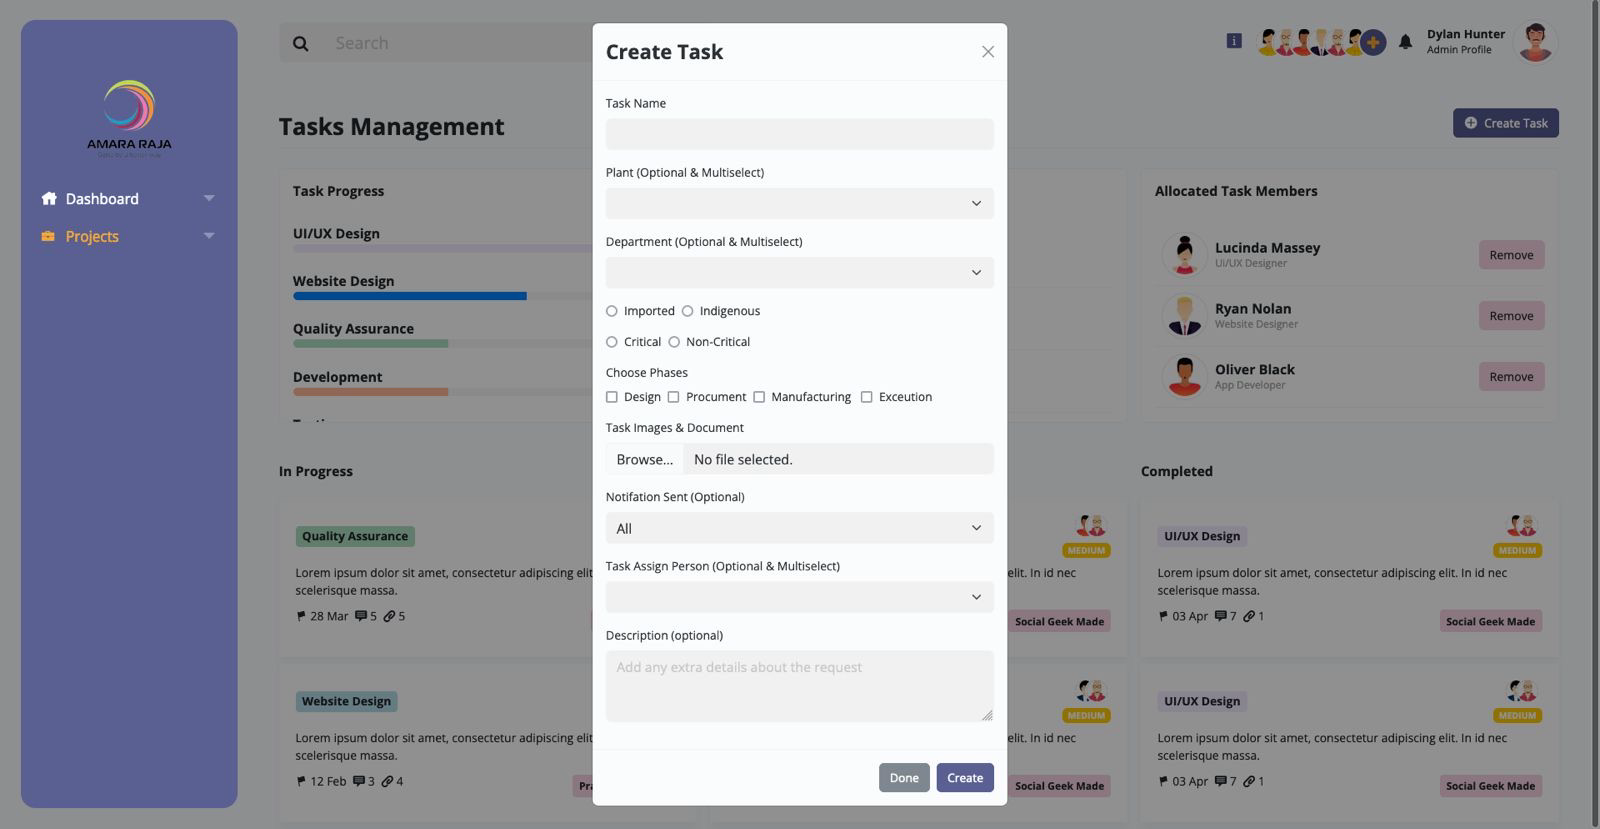 AMARA RAJA
Dashboard
Projects
Search
Dylan Hunter
Admin Profile
Tasks Management
Create Task
Task Progress
UI/UX Design
Website Design
Quality Assurance
Development
Allocated Task Members
Lucinda Massey
UI/UX Designer
Remove
Ryan Nolan
Website Designer
Remove
Oliver Black
App Developer
Remove
In Progress
Quality Assurance
Lorem ipsum dolor sit amet, consectetur adipiscing elit
scelerisque massa.
28 Mar 5 5
Website Design
Lorem ipsum dolor sit amet, consectetur adipiscing elit
scelerisque massa.
12 Feb 3 4
Create Task
Task Name
Plant (Optional & Multiselect)
Department (Optional & Multiselect)
Imported Indigenous
Critical Non-Critical
Choose Phases
Design Procument Manufacturing Exceution
Task Images & Document
Browse... No file selected.
Notifation Sent (Optional)
All
Task Assign Person (Optional & Multiselect)
Description (optional)
Add any extra details about the request
Done Create
MEDIUM
elit. In id nec
Social Geek Made
MEDIUM
elit. In id nec
Social Geek Made
Completed
UI/UX Design
MEDIUM
Lorem ipsum dolor sit amet, consectetur adipiscing elit. In id nec
scelerisque massa.
03 Apr 7 1
Social Geek Made
UI/UX Design
MEDIUM
Lorem ipsum dolor sit amet, consectetur adipiscing elit. In id nec
scelerisque massa.
03 Apr 7 1
Social Geek Made